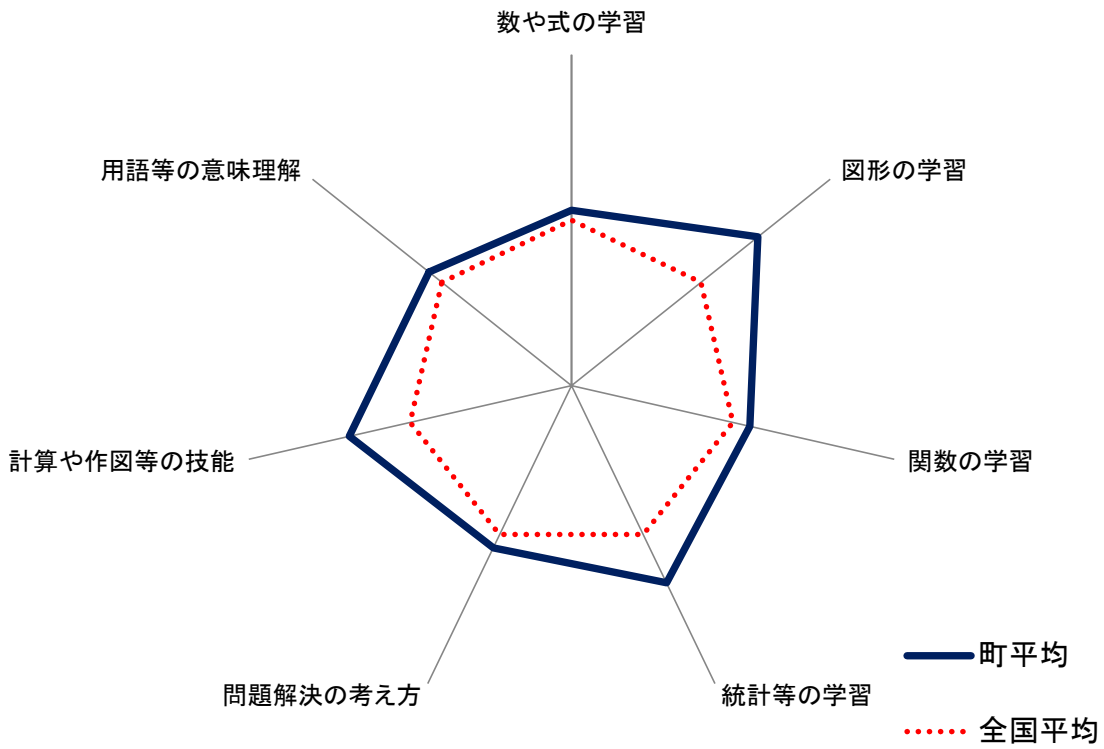 数や式の学習
用語等の意味理解
図形の学習
計算や作図等の技能
関数の学習
問題解決の考え方
統計等の学習
町平均
全国平均